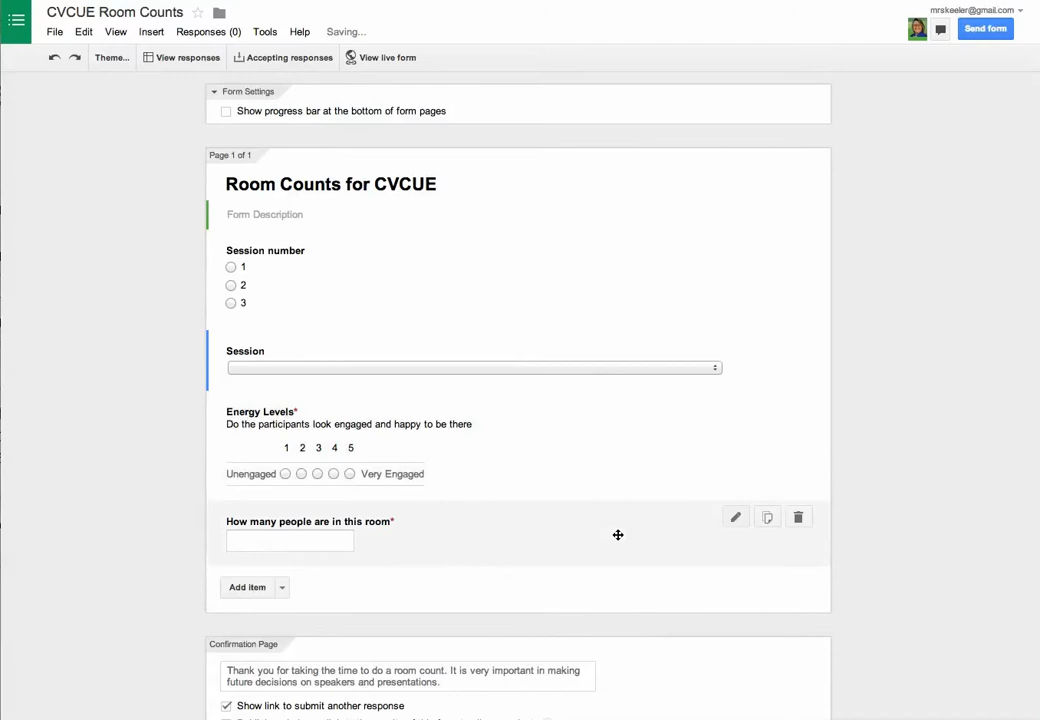 CVCUE Room Counts
mrskeeler@gmail.com
File Edit View Insert Responses (0) Tools Help Saving...
Send form
Theme... View responses Accepting responses View live form
Form Settings
Show progress bar at the bottom of form pages
Page 1 of 1
Room Counts for CVCUE
Form Description
Session number
1
2
3
Session
Energy Levels*
Do the participants look engaged and happy to be there
1 2 3 4 5
Unengaged Very Engaged
How many people are in this room*
Add item
Confirmation Page
Thank you for taking the time to do a room count. It is very important in making
future decisions on speakers and presentations.
Show link to submit another response